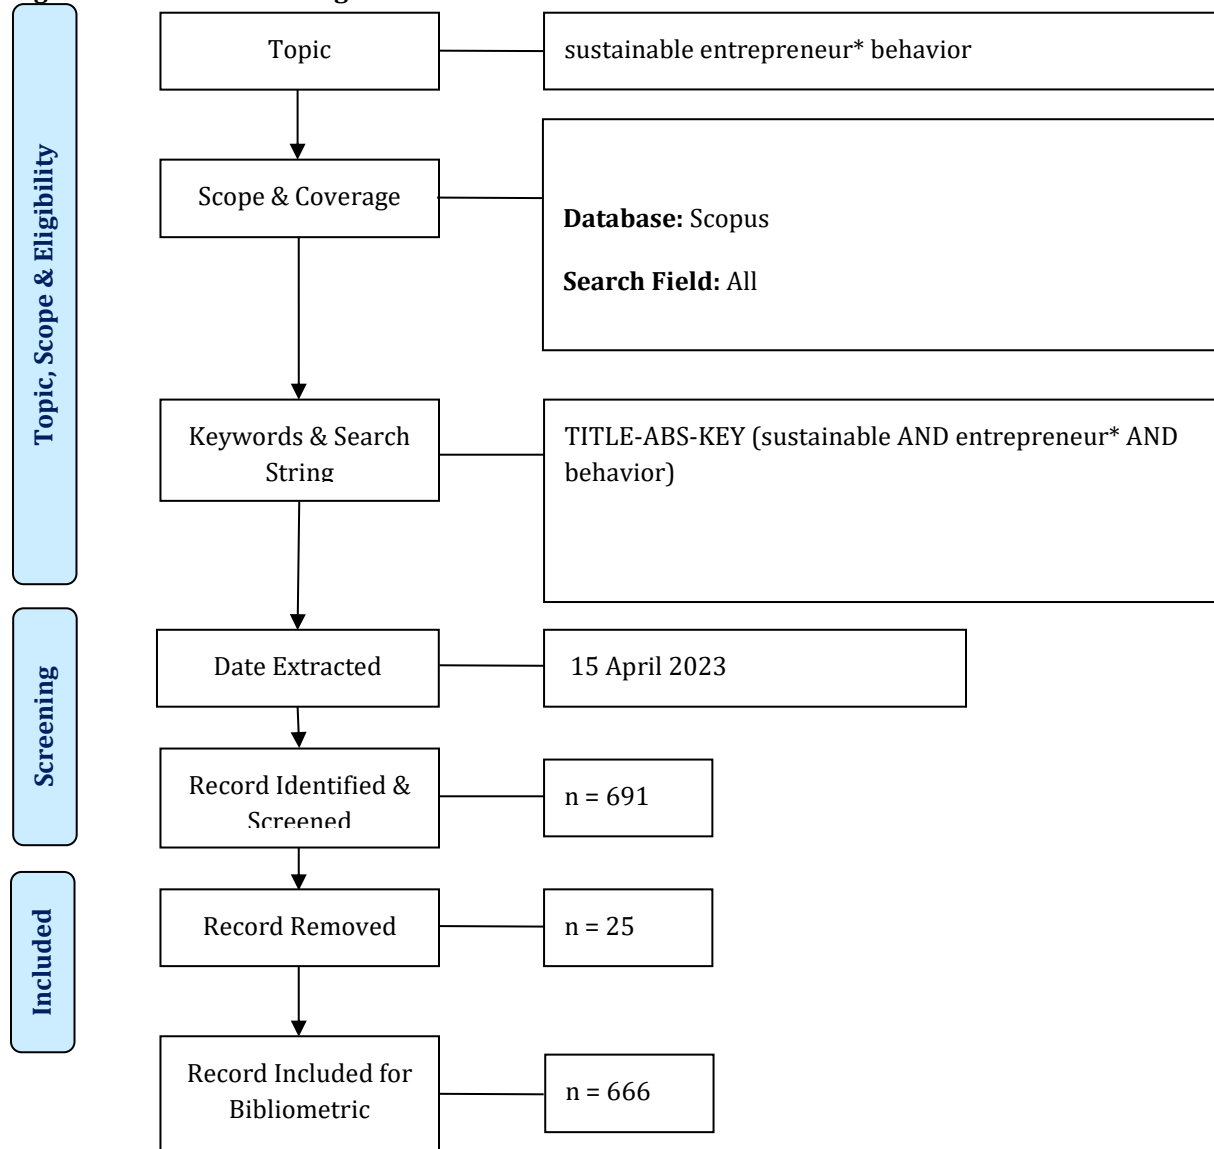 Topic, Scope & Eligibility
Topic
sustainable entrepreneur* behavior
Scope & Coverage
Database: Scopus
Search Field: All
Keywords & Search
String
TITLE-ABS-KEY (sustainable AND entrepreneur* AND
behavior)
Screening
Date Extracted
15 April 2023
Record Identified &
Screened
n = 691
Included
Record Removed
n = 25
Record Included for
Bibliometric
n = 666